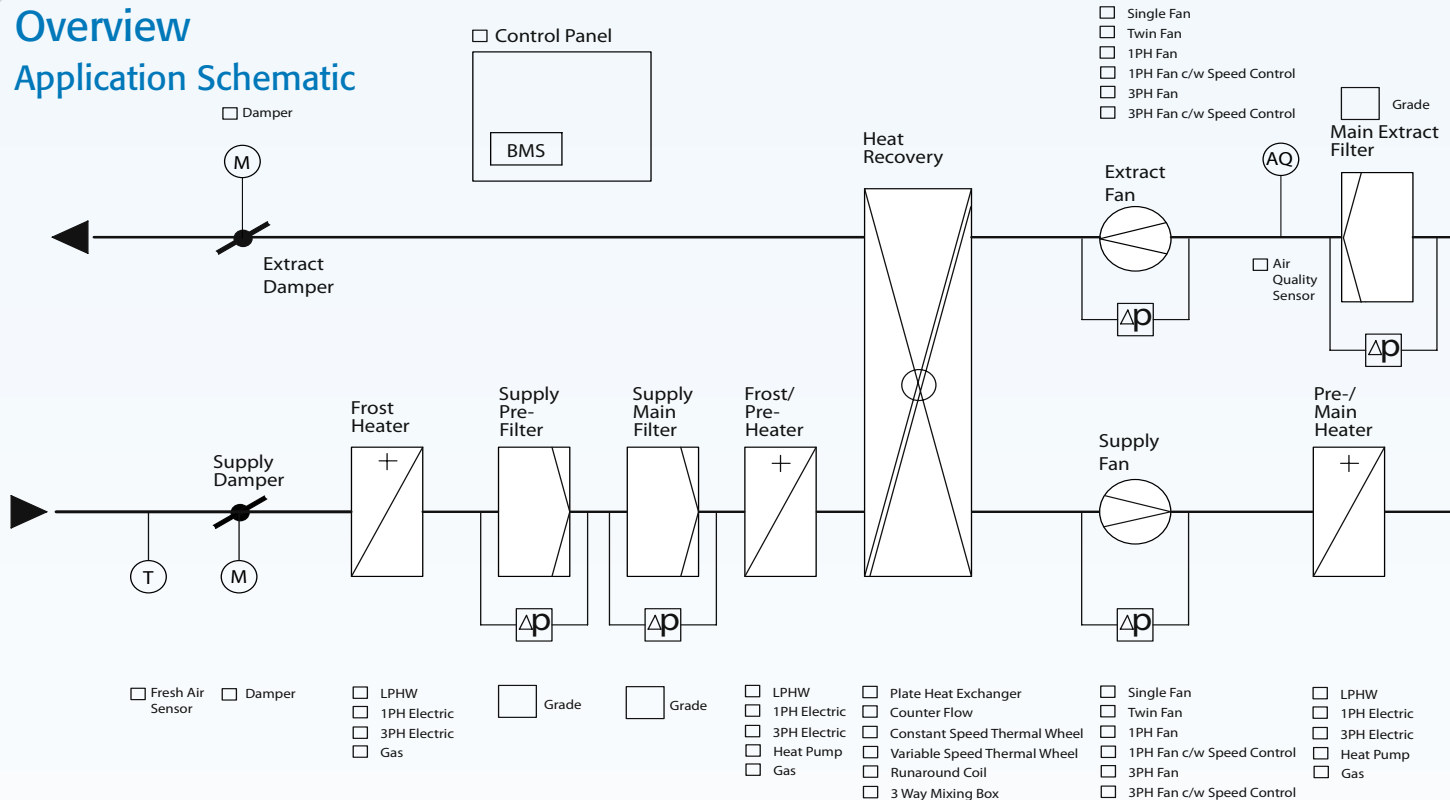 Overview
Application Schematic
Control Panel
BMS
Damper
M
Extract
Damper
Heat
Recovery
Single Fan
Twin Fan
1PH Fan
1PH Fan c/w Speed Control
3PH Fan
3PH Fan c/w Speed Control
Extract
Fan
Δp
AQ
Air
Quality
Sensor
Grade
Main Extract
Filter
Δp
T
Supply
Damper
M
Frost
Heater
+
Supply
Pre-
Filter
Δp
Supply
Main
Filter
Δp
Frost/
Pre-
Heater
+
Supply
Fan
Δp
Pre-/
Main
Heater
+
Fresh Air
Sensor
Damper
LPHW
1PH Electric
3PH Electric
Gas
Grade
Grade
LPHW
1PH Electric
3PH Electric
Heat Pump
Gas
Plate Heat Exchanger
Counter Flow
Constant Speed Thermal Wheel
Variable Speed Thermal Wheel
Runaround Coil
3 Way Mixing Box
Single Fan
Twin Fan
1PH Fan
1PH Fan c/w Speed Control
3PH Fan
3PH Fan c/w Speed Control
LPHW
1PH Electric
3PH Electric
Heat Pump
Gas